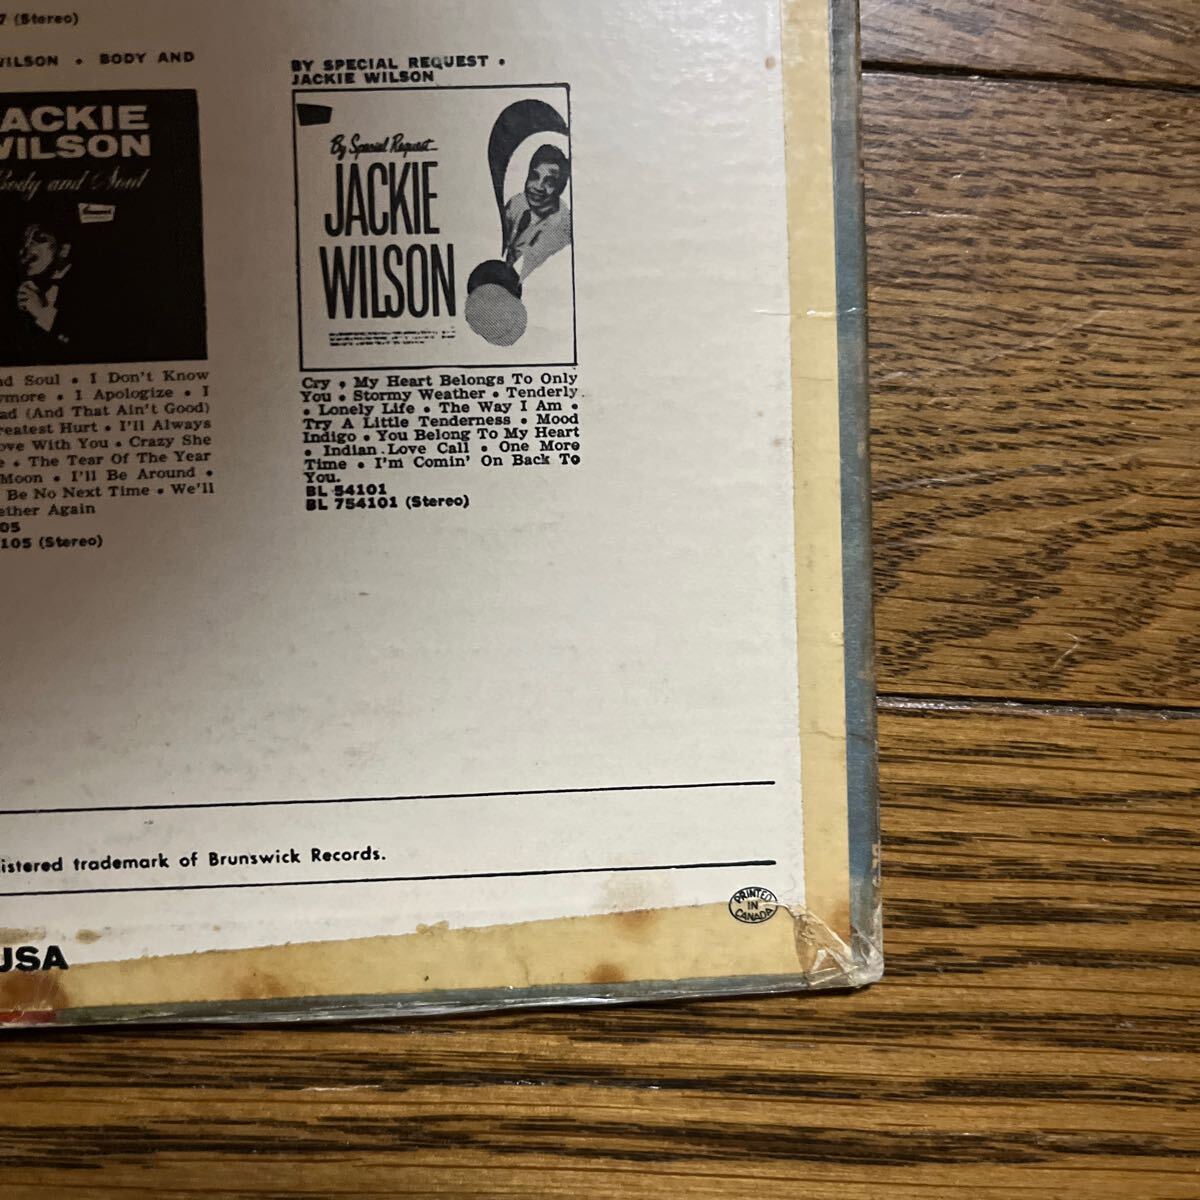 7 (Stereo)
WILSON • BODY AND
JACKIE
WILSON
Body and Soul
nd Soul • I Don't Know
ymore • I Apologize • I
ad (And That Ain't Good)
reatest Hurt • I'll Always
ove With You • Crazy She
e • The Tear Of The Year
Moon • I'll Be Around •
Be No Next Time • We'll
ether Again
05
105 (Stereo)
BY SPECIAL REQUEST •
JACKIE WILSON
By Special Request
JACKIE
WILSON
Cry • My Heart Belongs To Only
You • Stormy Weather • Tenderly
• Lonely Life • The Way I Am •
Try A Little Tenderness • Mood
Indigo • You Belong To My Heart
• Indian Love Call • One More
Time • I'm Comin' On Back To
You.
BL 54101
BL 754101 (Stereo)
istered trademark of Brunswick Records.
PRINTED
IN
CANADA
USA